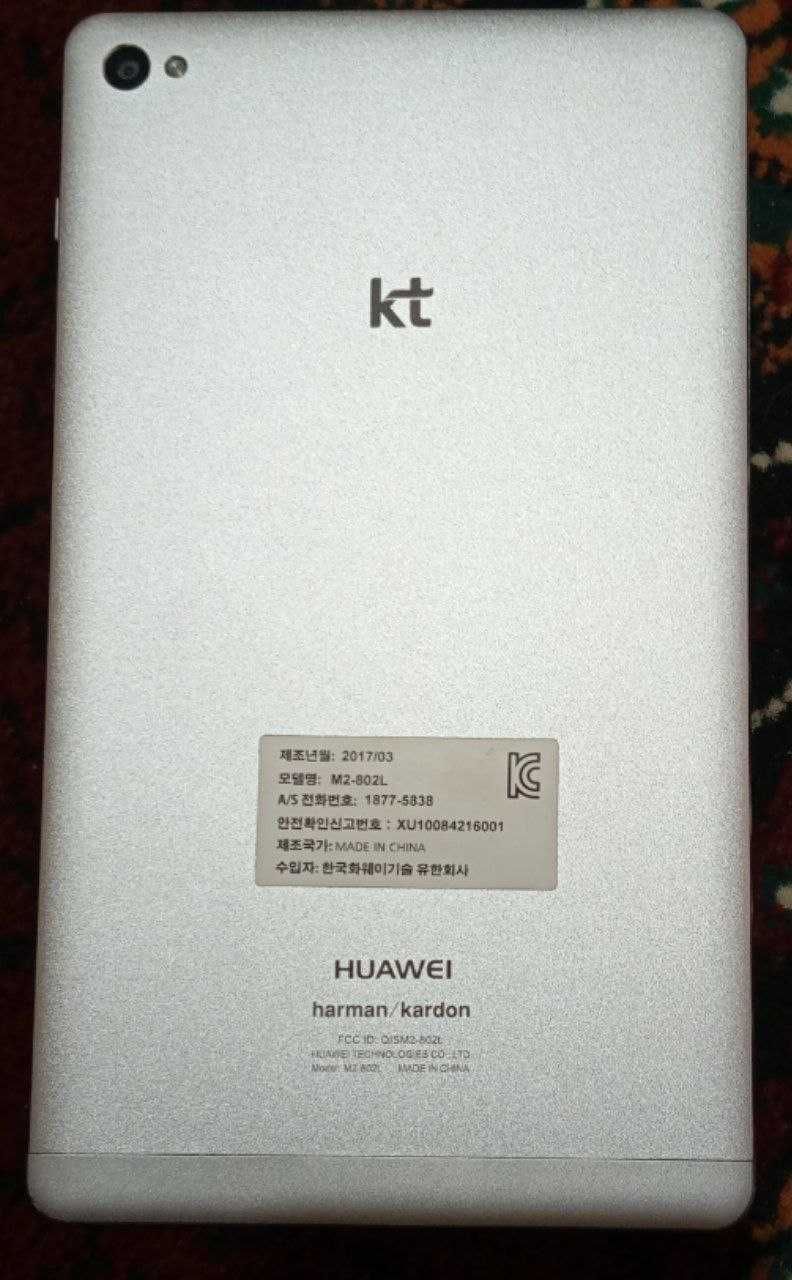 kt
제조년월: 2017/03
모델명: M2-802L
A/S 전화번호: 1877-5838
안전확인신고번호 : XU10084216001
제조국가: MADE IN CHINA
수입자: 한국화웨이기술 유한회사
HUAWEI
harman/kardon
FCC ID: QISM2-802L
HUAWEI TECHNOLOGIES CO., LTD.
Model: M2-802L MADE IN CHINA